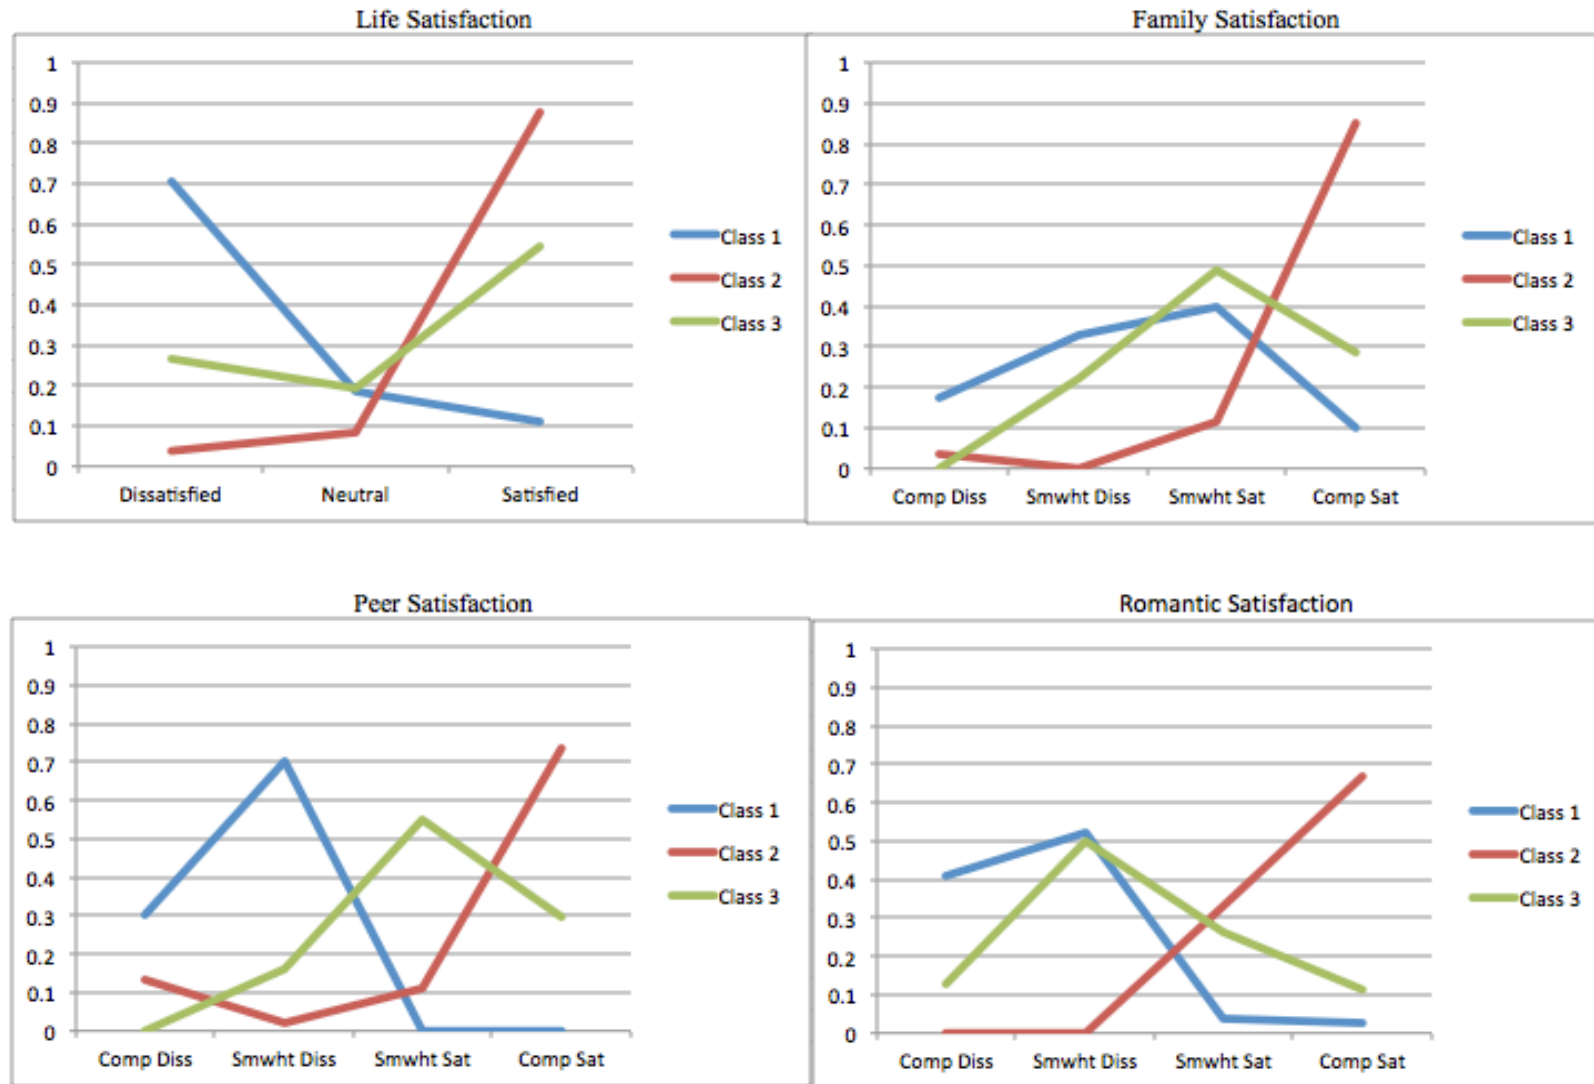 Life Satisfaction
1
0.9
0.8
0.7
0.6
0.5
0.4
0.3
0.2
0.1
0
Dissatisfied Neutral Satisfied
Class 1
Class 2
Class 3
Family Satisfaction
1
0.9
0.8
0.7
0.6
0.5
0.4
0.3
0.2
0.1
0
Comp Diss Smwht Diss Smwht Sat Comp Sat
Class 1
Class 2
Class 3
Peer Satisfaction
1
0.9
0.8
0.7
0.6
0.5
0.4
0.3
0.2
0.1
0
Comp Diss Smwht Diss Smwht Sat Comp Sat
Class 1
Class 2
Class 3
Romantic Satisfaction
1
0.9
0.8
0.7
0.6
0.5
0.4
0.3
0.2
0.1
0
Comp Diss Smwht Diss Smwht Sat Comp Sat
Class 1
Class 2
Class 3